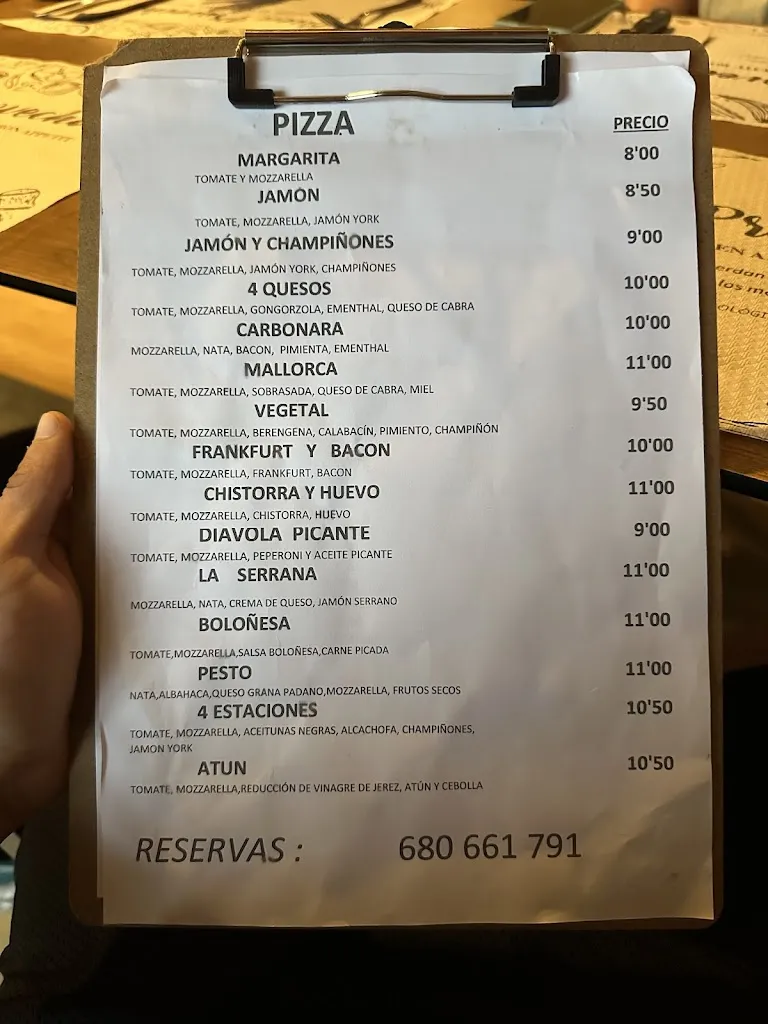 PIZZA PRECIO
MARGARITA 8'00
TOMATE Y MOZZARELLA
JAMÓN 8'50
TOMATE, MOZZARELLA, JAMÓN YORK
JAMÓN Y CHAMPIÑONES 9'00
TOMATE, MOZZARELLA, JAMÓN YORK, CHAMPIÑONES
4 QUESOS 10'00
TOMATE, MOZZARELLA, GONGORZOLA, EMENTHAL, QUESO DE CABRA
CARBONARA 10'00
MOZZARELLA, NATA, BACON, PIMIENTA, EMENTHAL
MALLORCA 11'00
TOMATE, MOZZARELLA, SOBRASADA, QUESO DE CABRA, MIEL
VEGETAL 9'50
TOMATE, MOZZARELLA, BERENGENA, CALABACÍN, PIMIENTO, CHAMPIÑÓN
FRANKFURT Y BACON 10'00
TOMATE, MOZZARELLA, FRANKFURT, BACON
CHISTORRA Y HUEVO 11'00
TOMATE, MOZZARELLA, CHISTORRA, HUEVO
DIAVOLA PICANTE 9'00
TOMATE, MOZZARELLA, PEPERONI Y ACEITE PICANTE
LA SERRANA 11'00
MOZZARELLA, NATA, CREMA DE QUESO, JAMÓN SERRANO
BOLOÑESA 11'00
TOMATE,MOZZARELLA,SALSA BOLOÑESA,CARNE PICADA
PESTO 11'00
NATA,ALBAHACA,QUESO GRANA PADANO,MOZZARELLA, FRUTOS SECOS
4 ESTACIONES 10'50
TOMATE, MOZZARELLA, ACEITUNAS NEGRAS, ALCACHOFA, CHAMPIÑONES,
JAMON YORK
ATUN 10'50
TOMATE, MOZZARELLA,REDUCCIÓN DE VINAGRE DE JEREZ, ATÚN Y CEBOLLA
RESERVAS : 680 661 791